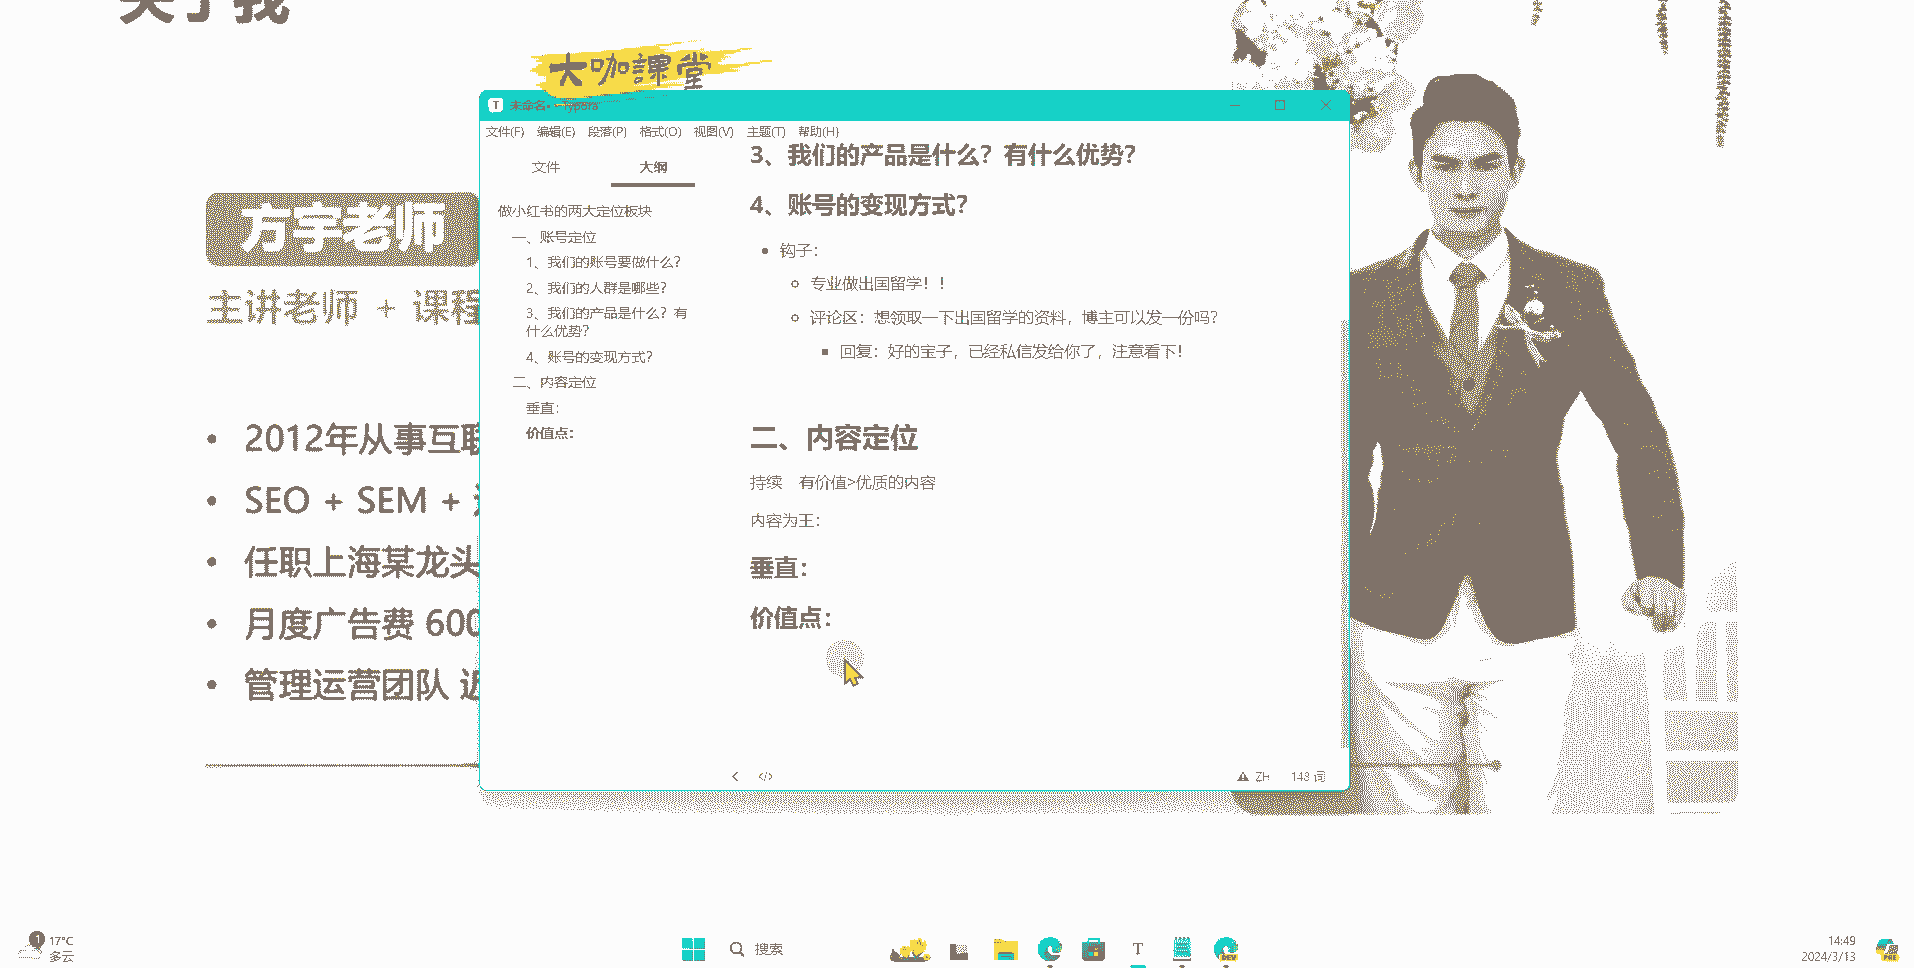 大咖課堂
未命名• - Typora
文件(F) 编辑(E) 段落(P) 格式(O) 视图(V) 主题(T) 帮助(H)
文件 大纲
做小红书的两大定位板块
一、账号定位
1、我们的账号要做什么？
2、我们的人群是哪些？
3、我们的产品是什么？有
什么优势？
4、账号的变现方式？
二、内容定位
垂直：
价值点：
3、我们的产品是什么？有什么优势？
4、账号的变现方式？
钩子：
专业做出国留学！！
评论区：想领取一下出国留学的资料，博主可以发一份吗？
回复：好的宝子，已经私信发给你了，注意看下！
二、内容定位
持续 有价值>优质的内容
内容为王：
垂直：
价值点：
ZH 143 词
方宇老师
主讲老师 + 课程
• 2012年从事互联
• SEO + SEM +
• 任职上海某龙头
• 月度广告费 600
• 管理运营团队 近
1
17°C
多云
搜索
14:49
2024/3/13